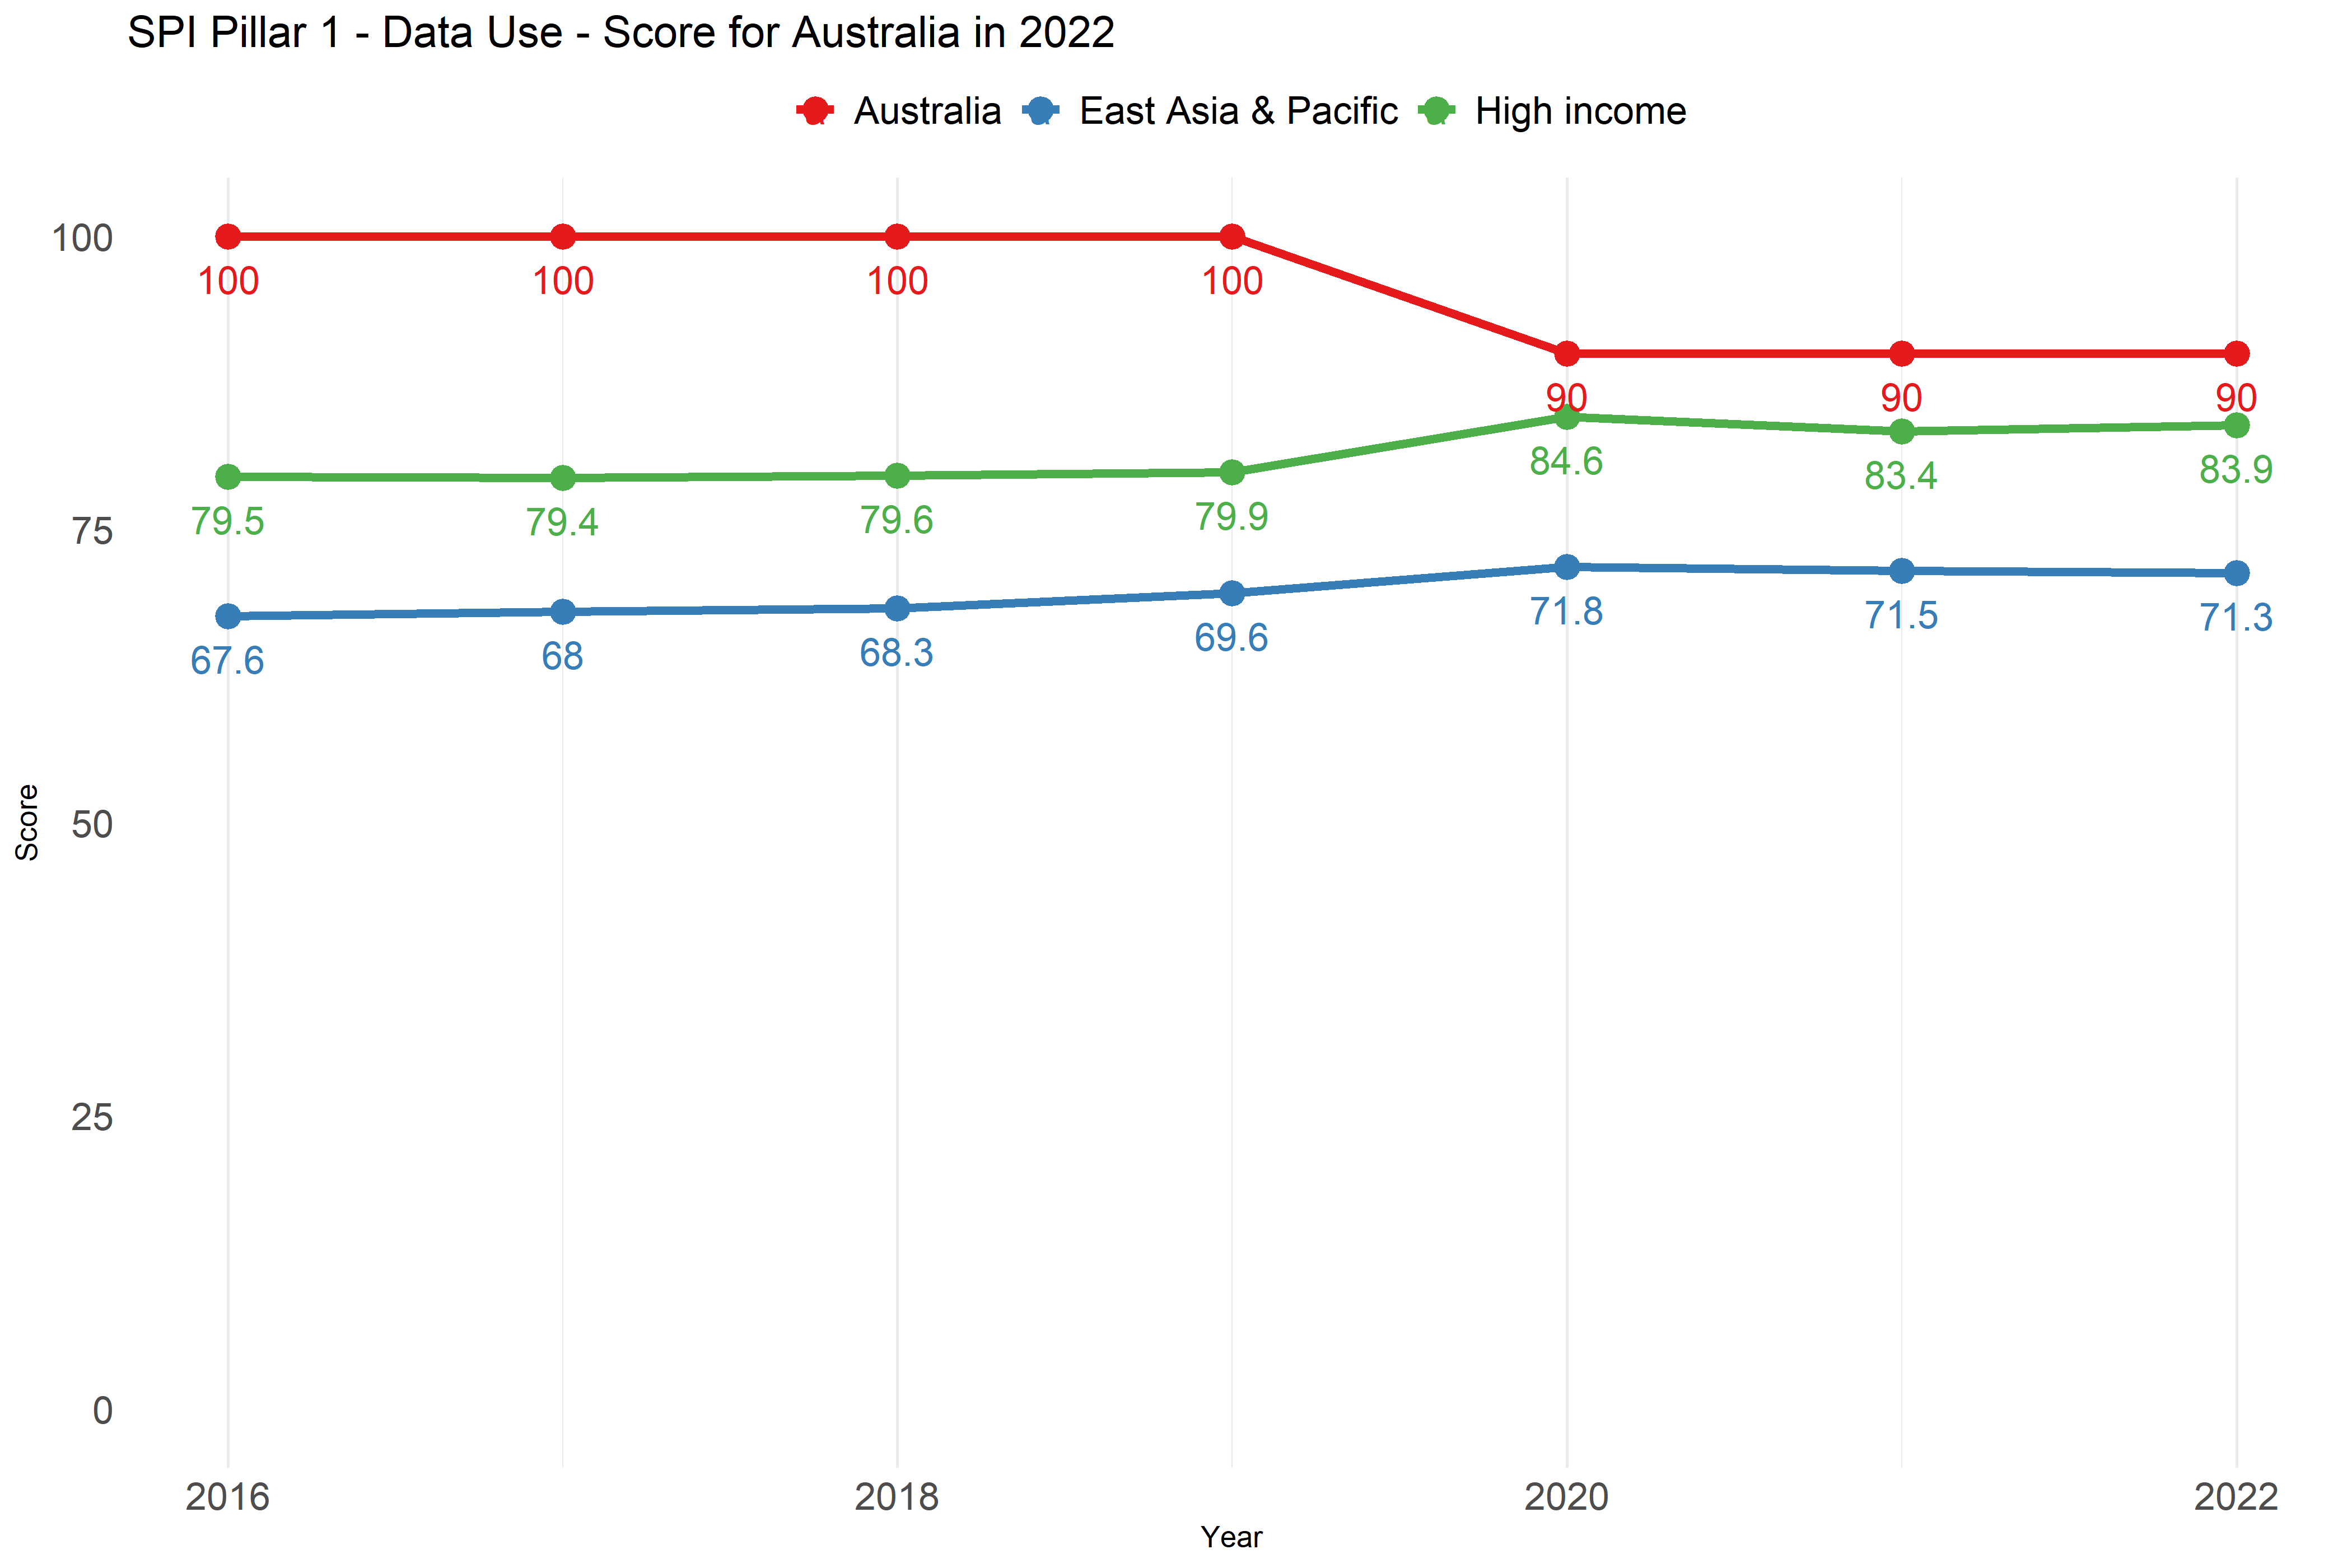 SPI Pillar 1 - Data Use - Score for Australia in 2022
Australia East Asia & Pacific High income
100
75
50
25
0
Score
100 100 100 100 90 90 90
79.5 79.4 79.6 79.9 84.6 83.4 83.9
67.6 68 68.3 69.6 71.8 71.5 71.3
2016 2018 2020 2022
Year